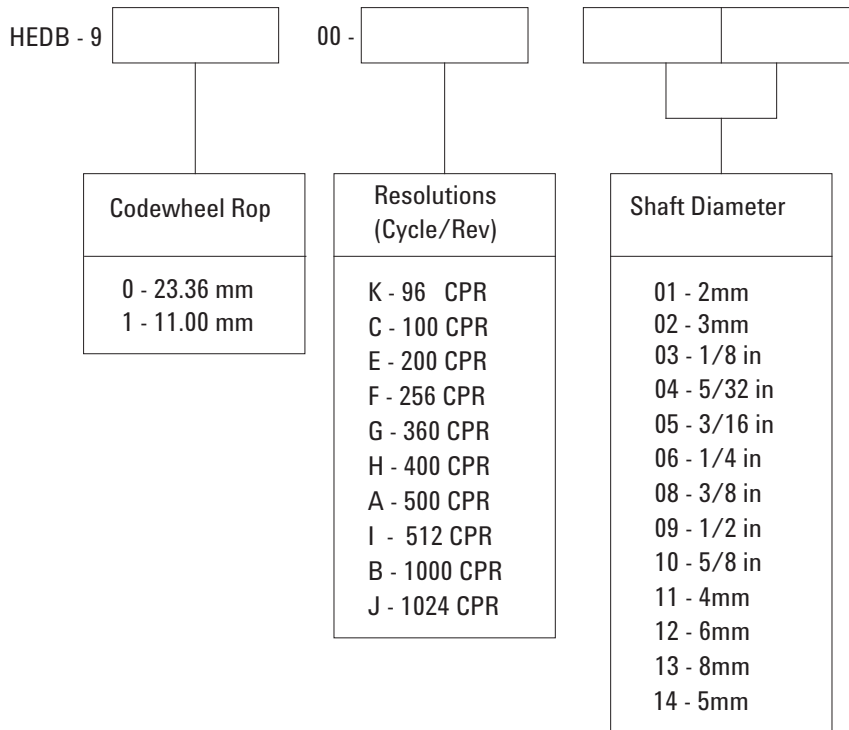 HEDB - 9 00 -
Codewheel Rop
0 - 23.36 mm
1 - 11.00 mm
Resolutions
(Cycle/Rev)
K - 96 CPR
C - 100 CPR
E - 200 CPR
F - 256 CPR
G - 360 CPR
H - 400 CPR
A - 500 CPR
I - 512 CPR
B - 1000 CPR
J - 1024 CPR
Shaft Diameter
01 - 2mm
02 - 3mm
03 - 1/8 in
04 - 5/32 in
05 - 3/16 in
06 - 1/4 in
08 - 3/8 in
09 - 1/2 in
10 - 5/8 in
11 - 4mm
12 - 6mm
13 - 8mm
14 - 5mm